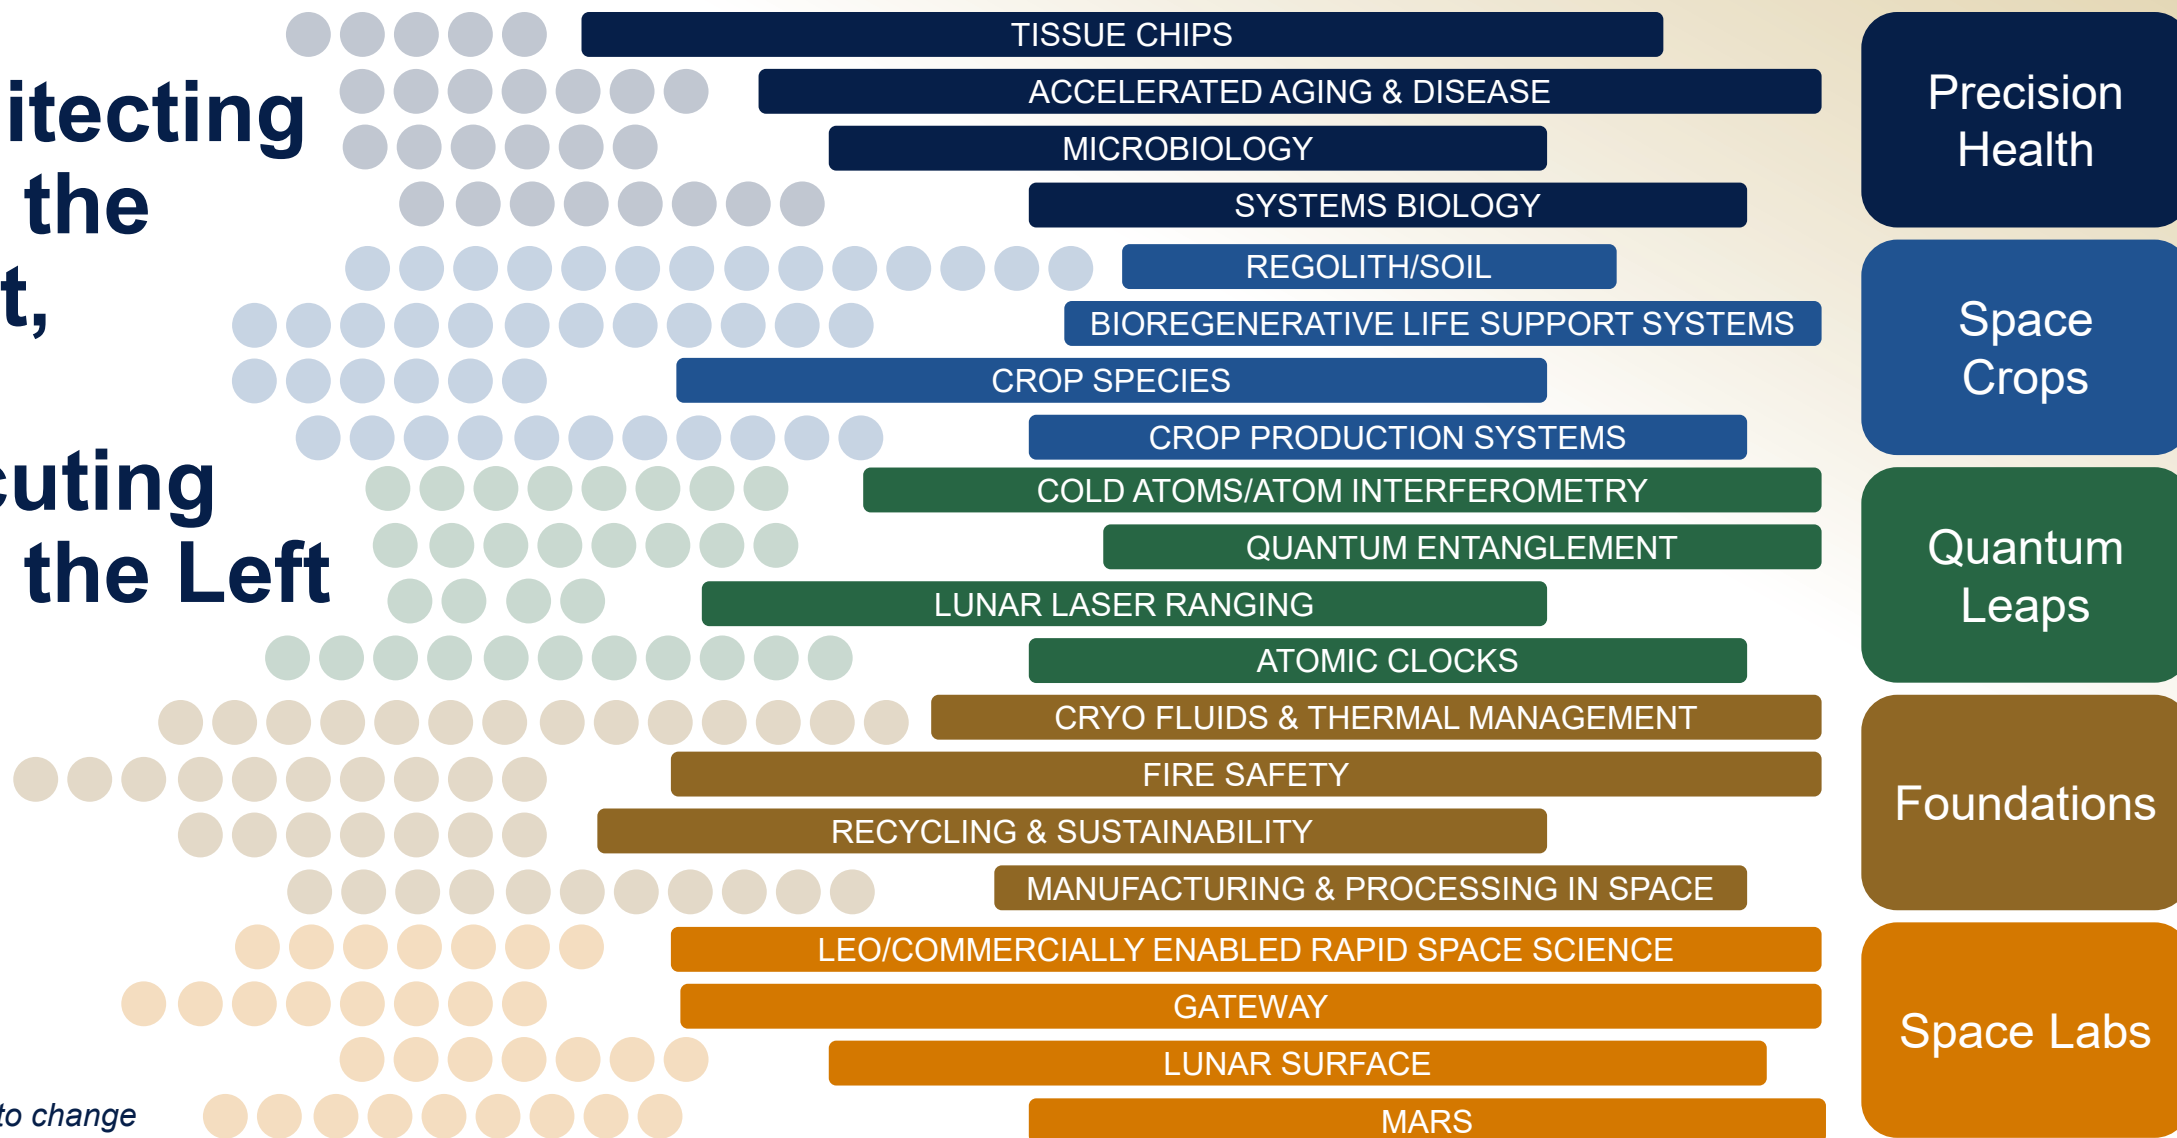 itecting
the
t,
cuting
the Left
to change
TISSUE CHIPS
ACCELERATED AGING & DISEASE
MICROBIOLOGY
SYSTEMS BIOLOGY
Precision
Health
REGOLITH/SOIL
BIOREGENERATIVE LIFE SUPPORT SYSTEMS
CROP SPECIES
CROP PRODUCTION SYSTEMS
Space
Crops
COLD ATOMS/ATOM INTERFEROMETRY
QUANTUM ENTANGLEMENT
LUNAR LASER RANGING
ATOMIC CLOCKS
Quantum
Leaps
CRYO FLUIDS & THERMAL MANAGEMENT
FIRE SAFETY
RECYCLING & SUSTAINABILITY
MANUFACTURING & PROCESSING IN SPACE
Foundations
LEO/COMMERCIALLY ENABLED RAPID SPACE SCIENCE
GATEWAY
LUNAR SURFACE
MARS
Space Labs